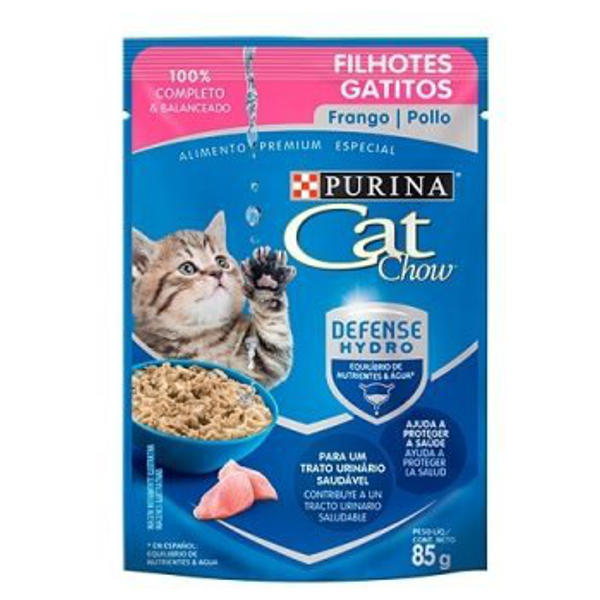 100%
COMPLETO
& BALANCEADO
FILHOTES
GATITOS
Frango | Pollo
ALIMENTO PREMIUM ESPECIAL
PURINA
Cat
Chow
DEFENSE
HYDRO
EQUILÍBRIO DE
NUTRIENTES & ÁGUA*
AJUDA A
PROTEGER
A SAÚDE
AYUDA A
PROTEGER
LA SALUD
PARA UM
TRATO URINÁRIO
SAUDÁVEL
CONTRIBUYE A UN
TRACTO URINARIO
SALUDABLE
* EN ESPAÑOL:
EQUILIBRIO DE
NUTRIENTES & AGUA
PESO LÍQ./
CONT. NETO
85g